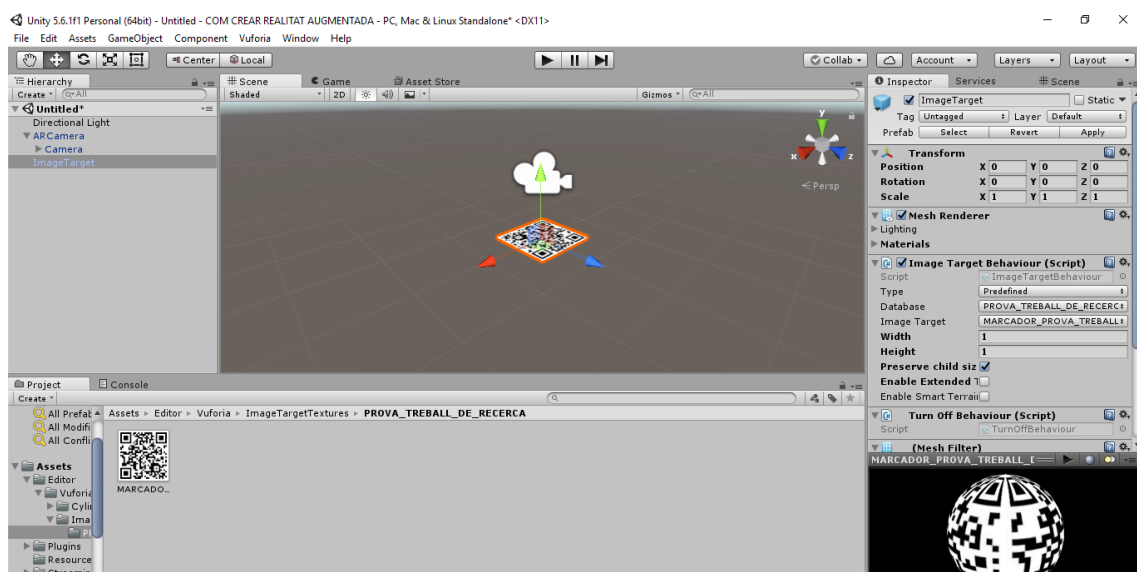 Unity 5.6.1f1 Personal (64bit) - Untitled - COM CREAR REALITAT AUGMENTADA - PC, Mac & Linux Standalone* <DX11>
File Edit Assets GameObject Component Vuforia Window Help
Center Local Collab Account Layers Layout
Hierarchy
Create All
Untitled*
Directional Light
ARCamera
Camera
ImageTarget
Scene Game Asset Store
Shaded 2D Gizmos All
y
x z
Persp
Inspector Services Scene
ImageTarget Static
Tag Untagged Layer Default
Prefab Select Revert Apply
Transform
Position X 0 Y 0 Z 0
Rotation X 0 Y 0 Z 0
Scale X 1 Y 1 Z 1
Mesh Renderer
Lighting
Materials
Image Target Behaviour (Script)
Script ImageTargetBehaviour
Type Predefined
Database PROVA_TREBALL_DE_RECERC
Image Target MARCADOR_PROVA_TREBALL
Width 1
Height 1
Preserve child siz
Enable Extended T
Enable Smart Terrain
Turn Off Behaviour (Script)
Script TurnOffBehaviour
(Mesh Filter)
MARCADOR_PROVA_TREBALL_D
Project Console
Create
All Prefab
All Modifi
All Confli
Assets
Editor
Vuforia
Cylin
Ima
Plugins
Resource
Assets Editor Vuforia ImageTargetTextures PROVA_TREBALL_DE_RECERCA
MARCADO...